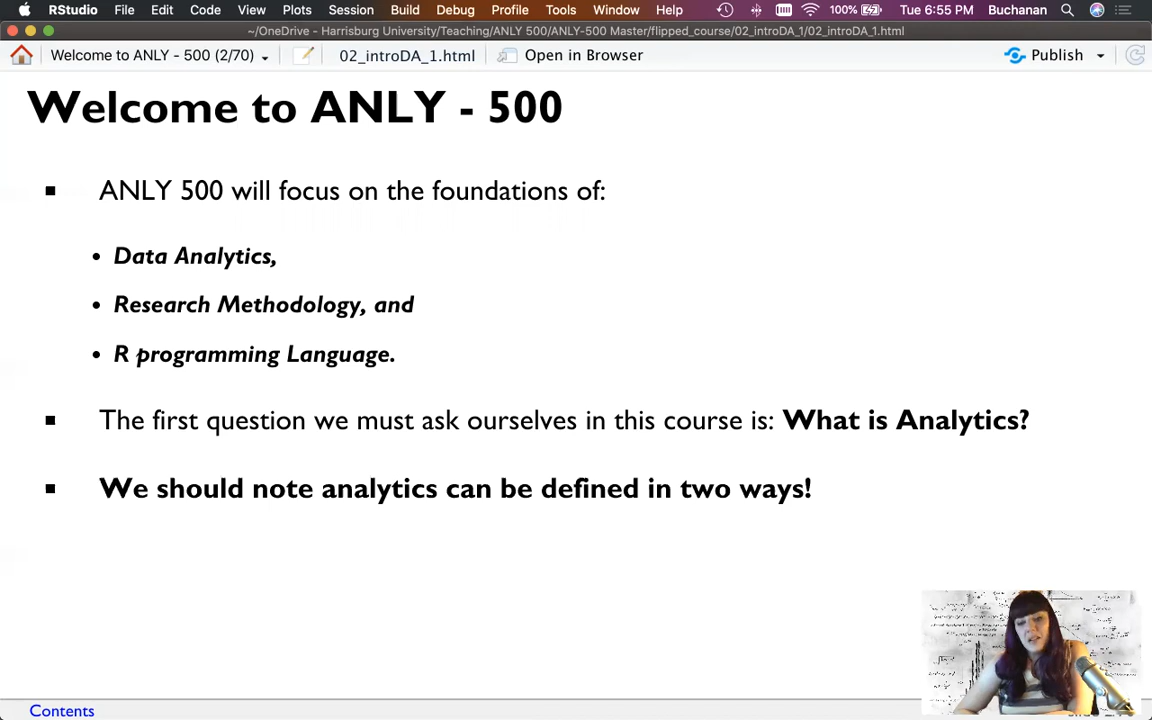 RStudio File Edit Code View Plots Session Build Debug Profile Tools Window Help 100% Tue 6:55 PM Buchanan
~/OneDrive - Harrisburg University/Teaching/ANLY 500/ANLY-500 Master/flipped_course/02_introDA_1/02_introDA_1.html
Welcome to ANLY - 500 (2/70) 02_introDA_1.html Open in Browser Publish
Welcome to ANLY - 500
ANLY 500 will focus on the foundations of:
Data Analytics,
Research Methodology, and
R programming Language.
The first question we must ask ourselves in this course is: What is Analytics?
We should note analytics can be defined in two ways!
Contents